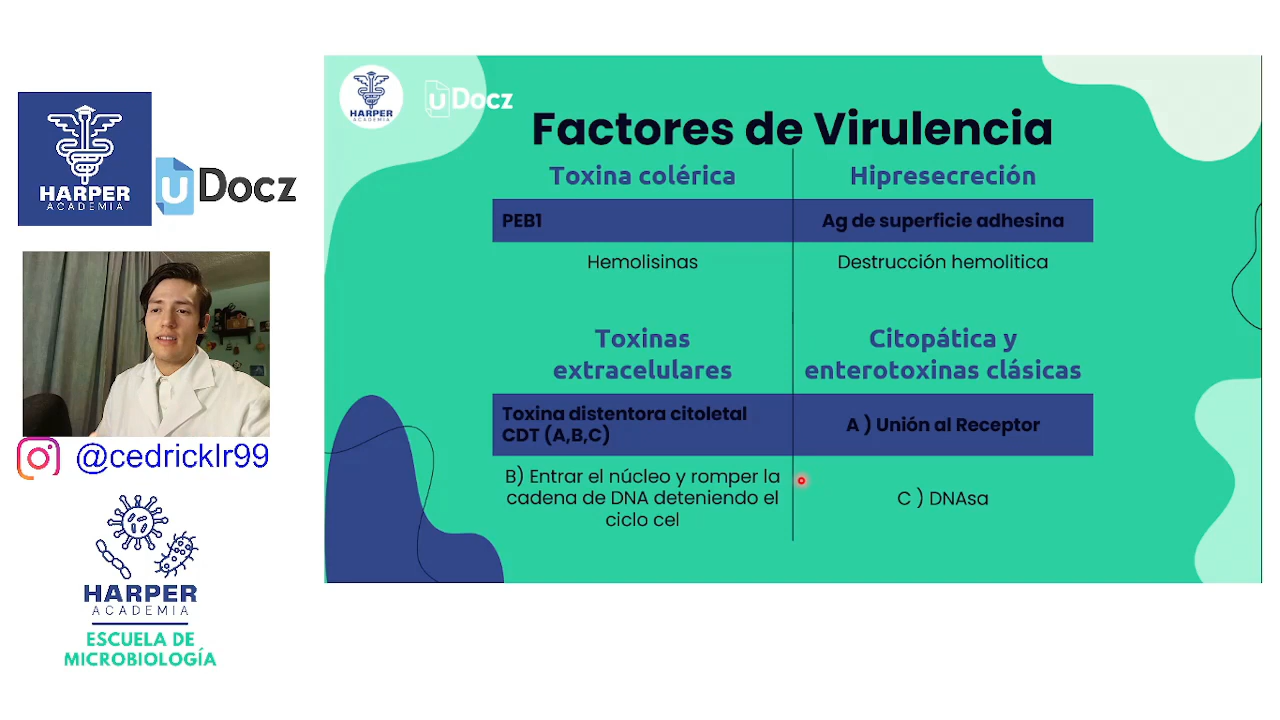 HARPER
ACADEMIA
uDocz
@cedricklr99
HARPER
ACADEMIA
ESCUELA DE
MICROBIOLOGÍA
HARPER
ACADEMIA
uDocz
Factores de Virulencia
Toxina colérica
Hipresecreción
PEB1
Ag de superficie adhesina
Hemolisinas
Destrucción hemolitica
Toxinas
extracelulares
Citopática y
enterotoxinas clásicas
Toxina distentora citoletal
CDT (A,B,C)
A ) Unión al Receptor
B) Entrar el núcleo y romper la
cadena de DNA deteniendo el
ciclo cel
C ) DNAsa